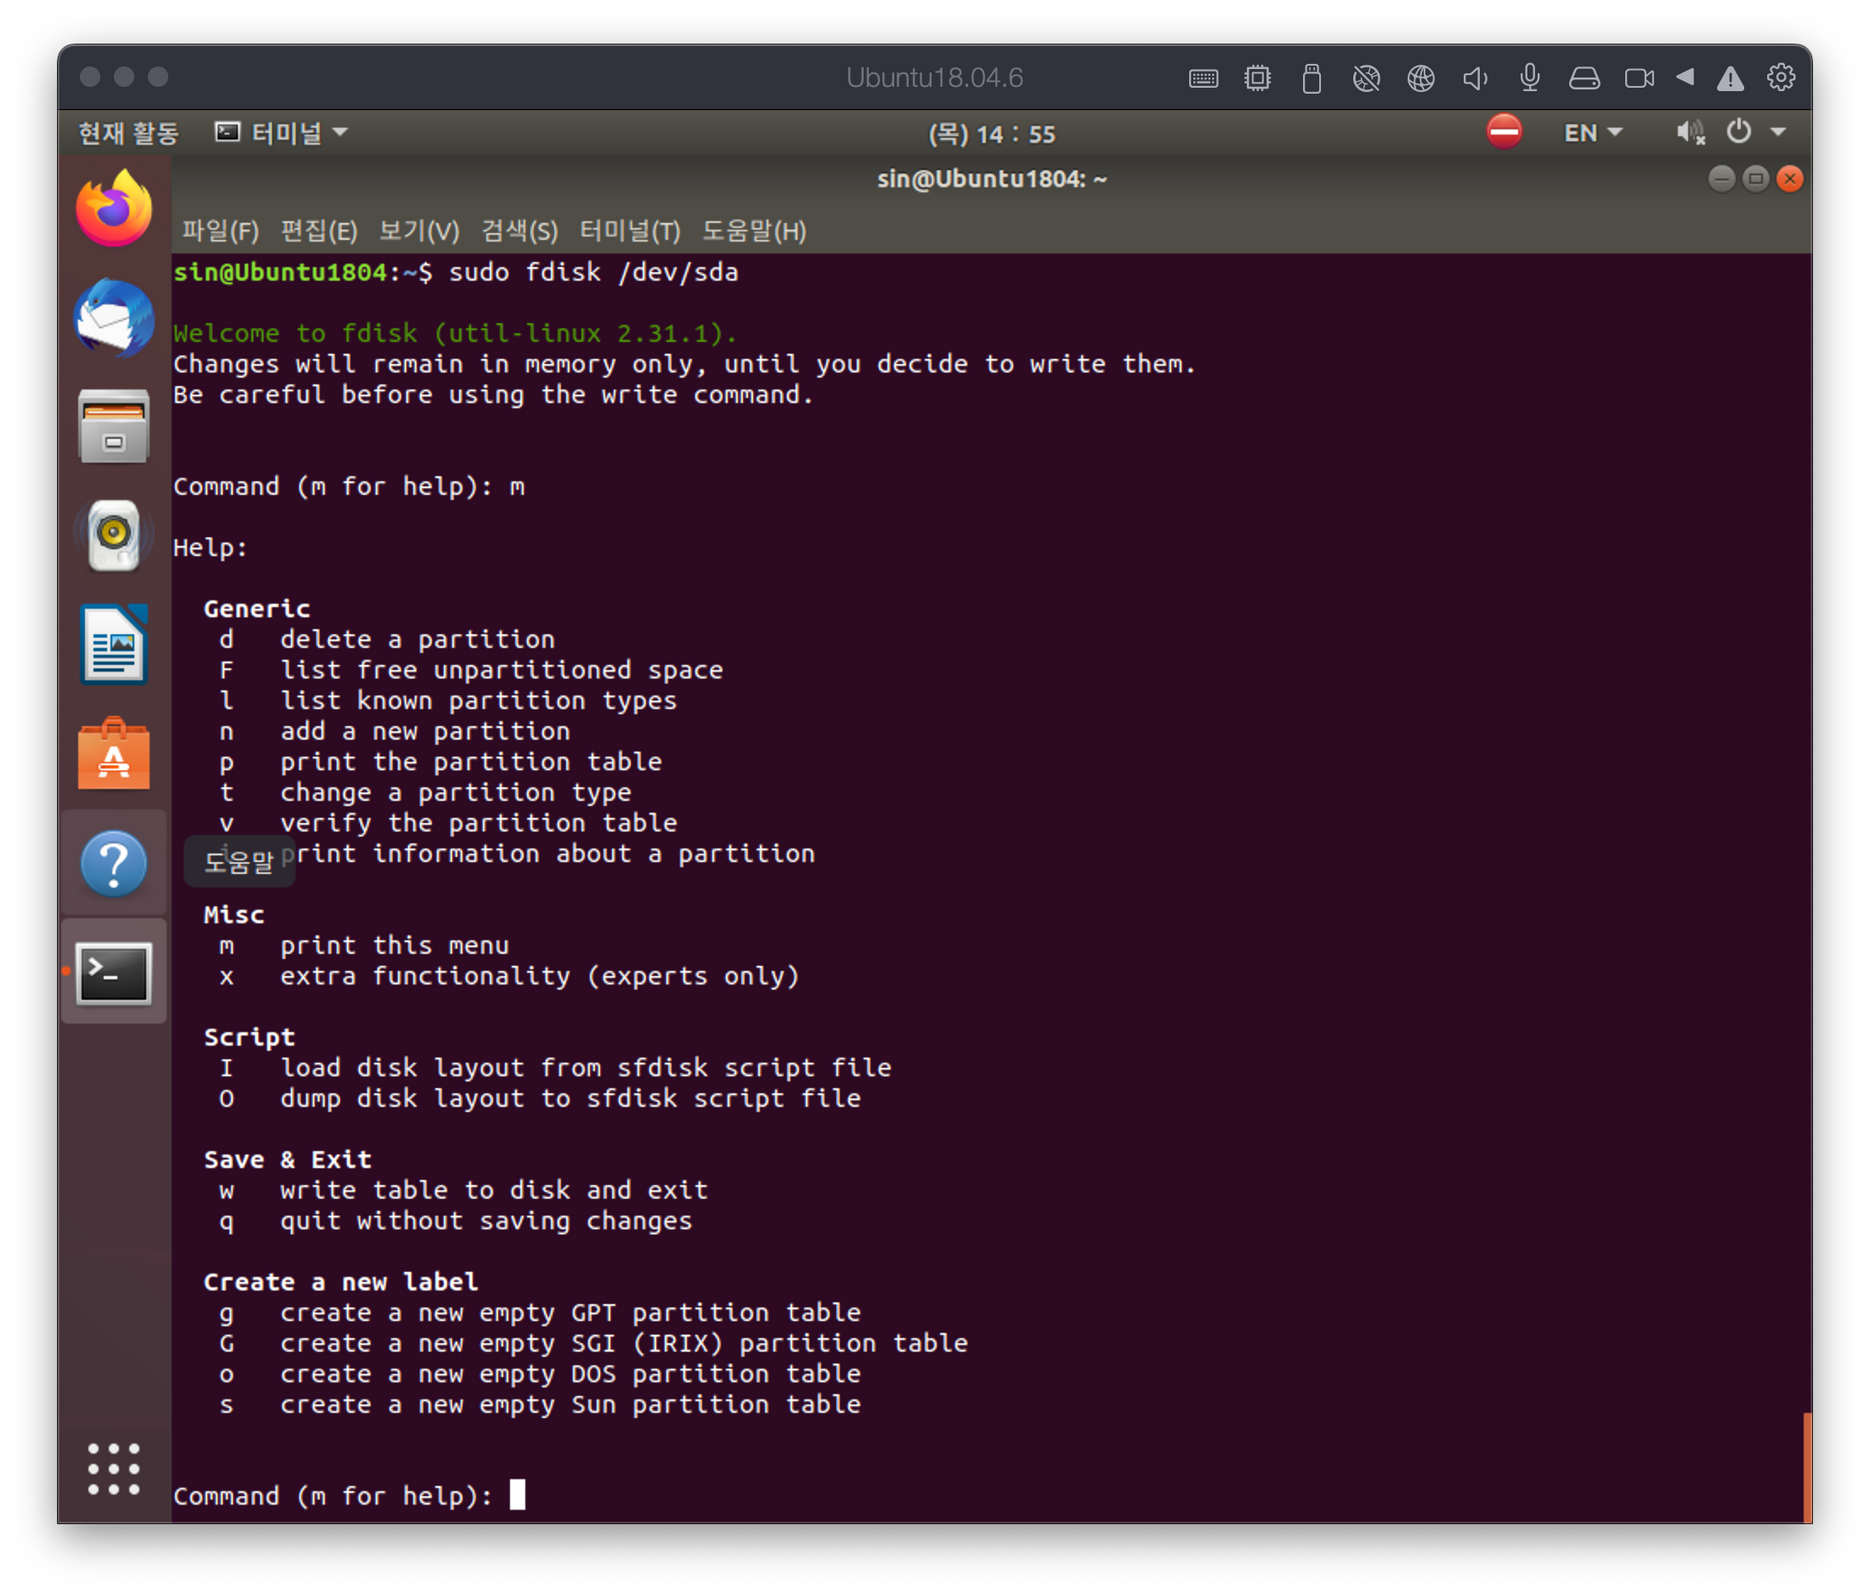 Ubuntu18.04.6
현재 활동 터미널 (목) 14 : 55 EN
sin@Ubuntu1804: ~
파일(F) 편집(E) 보기(V) 검색(S) 터미널(T) 도움말(H)
sin@Ubuntu1804:~$ sudo fdisk /dev/sda
Welcome to fdisk (util-linux 2.31.1).
Changes will remain in memory only, until you decide to write them.
Be careful before using the write command.
Command (m for help): m
Help:
Generic
d delete a partition
F list free unpartitioned space
l list known partition types
n add a new partition
p print the partition table
t change a partition type
v verify the partition table
i print information about a partition
도움말
Misc
m print this menu
x extra functionality (experts only)
Script
I load disk layout from sfdisk script file
O dump disk layout to sfdisk script file
Save & Exit
w write table to disk and exit
q quit without saving changes
Create a new label
g create a new empty GPT partition table
G create a new empty SGI (IRIX) partition table
o create a new empty DOS partition table
s create a new empty Sun partition table
Command (m for help):